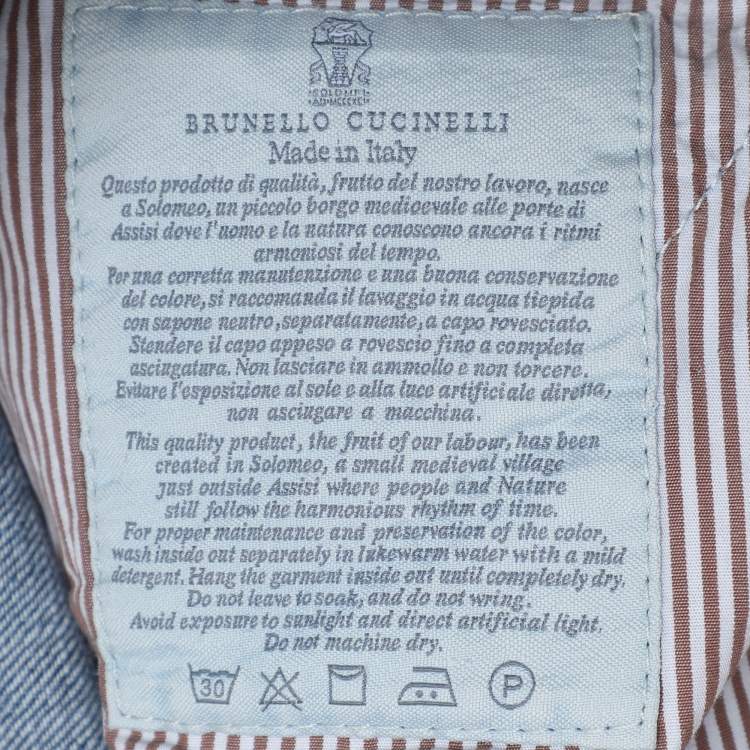 SOLOMEI
BRUNELLO CUCINELLI
Made in Italy
Questo prodotto di qualità, frutto del nostro lavoro, nasce
a Solomeo, un piccolo borgo medioevale alle porte di
Assisi dove l'uomo e la natura conoscono ancora i ritmi
armoniosi del tempo.
Per una corretta manutenzione e una buona conservazione
del colore, si raccomanda il lavaggio in acqua tiepida
con sapone neutro, separatamente, a capo rovesciato.
Stendere il capo appeso a rovescio fino a completa
asciugatura. Non lasciare in ammollo e non torcere.
Evitare l'esposizione al sole e alla luce artificiale diretta,
non asciugare a macchina.
This quality product, the fruit of our labour, has been
created in Solomeo, a small medieval village
just outside Assisi where people and Nature
still follow the harmonious rhythm of time.
For proper maintenance and preservation of the color,
wash inside out separately in lukewarm water with a mild
detergent. Hang the garment inside out until completely dry.
Do not leave to soak, and do not wring.
Avoid exposure to sunlight and direct artificial light.
Do not machine dry.
30 P